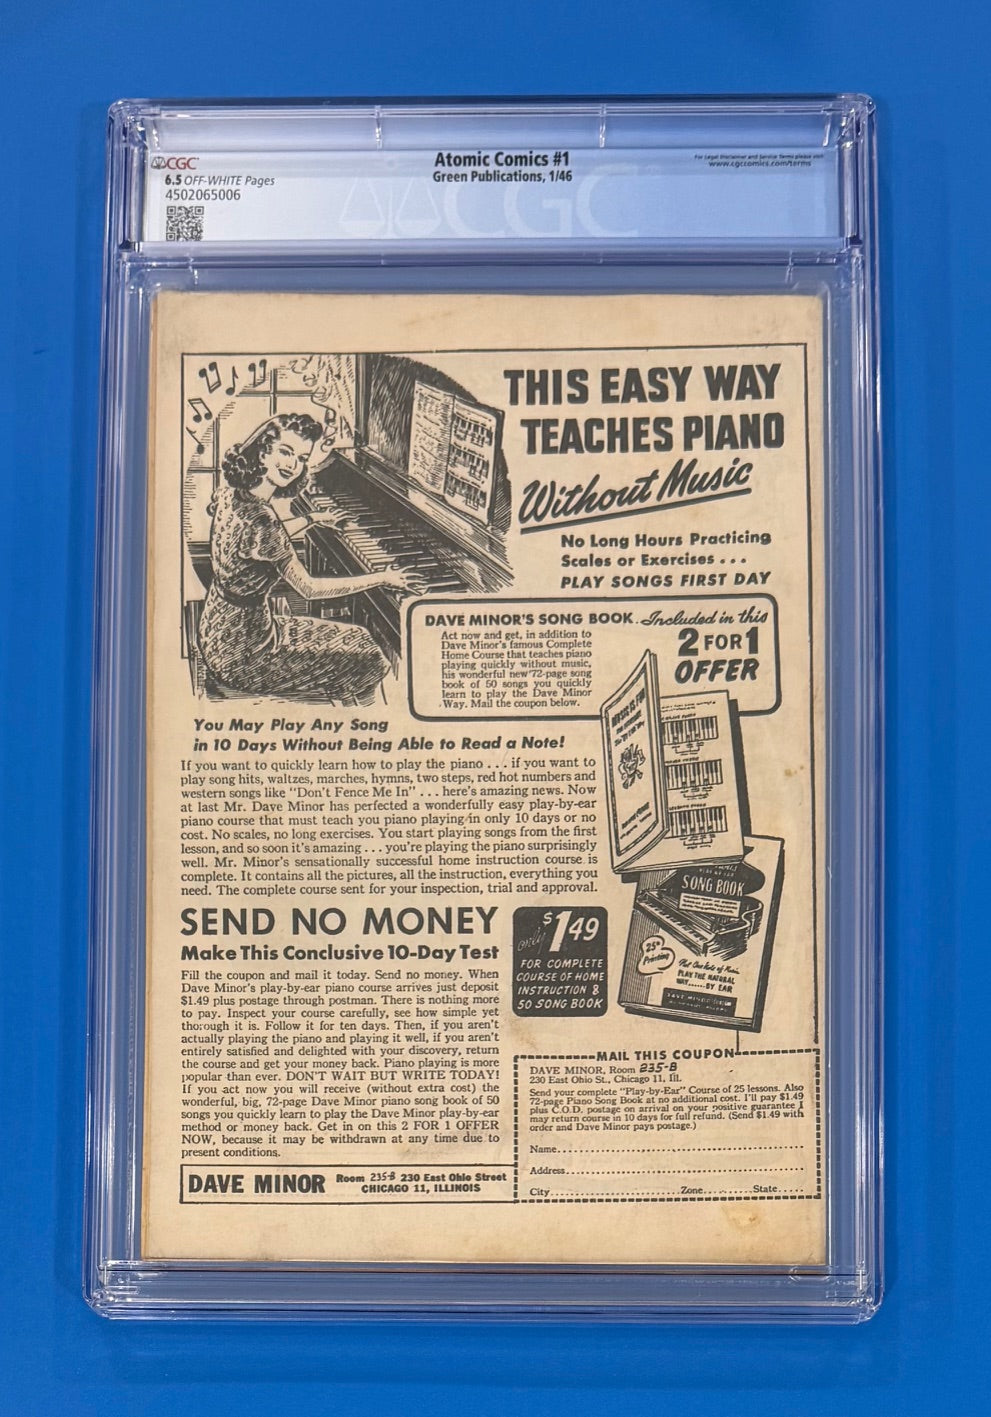 CGC
Atomic Comics #1
For Legal Disclaimer and Service Terms please visit
www.cgccomics.com/terms
6.5 OFF-WHITE Pages
Green Publications, 1/46
4502065006
CGC
THIS EASY WAY
TEACHES PIANO
Without Music
No Long Hours Practicing
Scales or Exercises . . .
PLAY SONGS FIRST DAY
DAVE MINOR'S SONG BOOK Included in this
2 FOR 1
OFFER
Act now and get, in addition to
Dave Minor's famous Complete
Home Course that teaches piano
playing quickly without music,
his wonderful new 72-page song
book of 50 songs you quickly
learn to play the Dave Minor
Way. Mail the coupon below.
You May Play Any Song
in 10 Days Without Being Able to Read a Note!
If you want to quickly learn how to play the piano . . . if you want to
play song hits, waltzes, marches, hymns, two steps, red hot numbers and
western songs like "Don't Fence Me In" . . . here's amazing news. Now
at last Mr. Dave Minor has perfected a wonderfully easy play-by-ear
piano course that must teach you piano playing in only 10 days or no
cost. No scales, no long exercises. You start playing songs from the first
lesson, and so soon it's amazing . . . you're playing the piano surprisingly
well. Mr. Minor's sensationally successful home instruction course is
complete. It contains all the pictures, all the instruction, everything you
need. The complete course sent for your inspection, trial and approval.
SONG BOOK
25th
Printing
PLAY THE NATURAL
WAY......BY EAR
SEND NO MONEY
Make This Conclusive 10-Day Test
only $1 49
FOR COMPLETE
COURSE OF HOME
INSTRUCTION &
50 SONG BOOK
Fill the coupon and mail it today. Send no money. When
Dave Minor's play-by-ear piano course arrives just deposit
$1.49 plus postage through postman. There is nothing more
to pay. Inspect your course carefully, see how simple yet
thorough it is. Follow it for ten days. Then, if you aren't
actually playing the piano and playing it well, if you aren't
entirely satisfied and delighted with your discovery, return
the course and get your money back. Piano playing is more
popular than ever. DON'T WAIT BUT WRITE TODAY!
If you act now you will receive (without extra cost) the
wonderful, big, 72-page Dave Minor piano song book of 50
songs you quickly learn to play the Dave Minor play-by-ear
method or money back. Get in on this 2 FOR 1 OFFER
NOW, because it may be withdrawn at any time due to
present conditions.
DAVE MINOR Room 235-B 230 East Ohio Street
CHICAGO 11, ILLINOIS
MAIL THIS COUPON
DAVE MINOR, Room 235-B
230 East Ohio St., Chicago 11, Ill.
Send your complete "Play-by-Ear" Course of 25 lessons. Also
72-page Piano Song Book at no additional cost. I'll pay $1.49
plus C.O.D. postage on arrival on your positive guarantee I
may return course in 10 days for full refund. (Send $1.49 with
order and Dave Minor pays postage.)
Name
Address
City Zone State